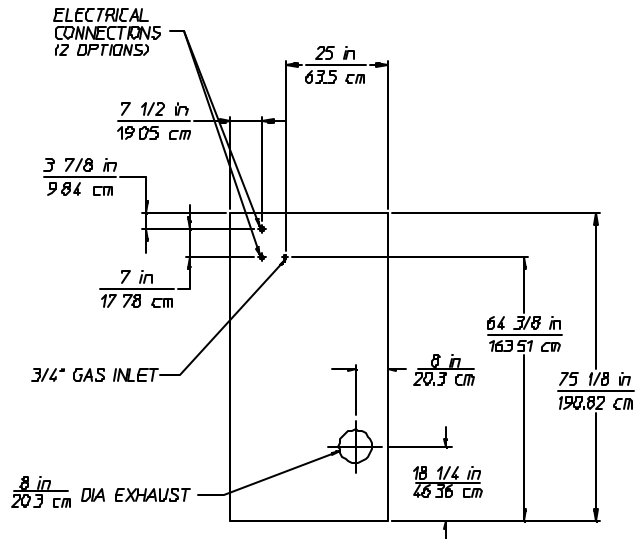 ELECTRICAL
CONNECTIONS
(2 OPTIONS)
25 in
63.5 cm
7 1/2 in
19.05 cm
3 7/8 in
9.84 cm
7 in
17.78 cm
3/4" GAS INLET
64 3/8 in
163.51 cm
8 in
20.3 cm
75 1/8 in
190.82 cm
18 1/4 in
46.36 cm
8 in
20.3 cm
DIA EXHAUST